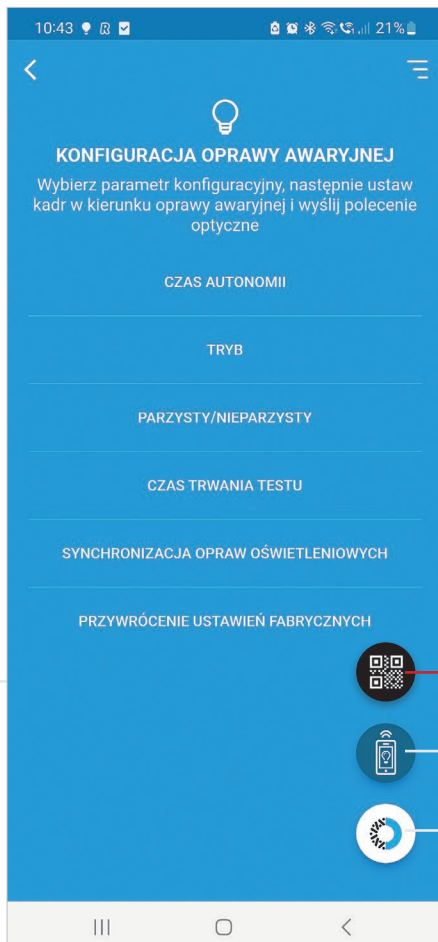 10:43
21%
KONFIGURACJA OPRAWY AWARYJNEJ
Wybierz parametr konfiguracyjny, następnie ustaw
kadr w kierunku oprawy awaryjnej i wyślij polecenie
optyczne
CZAS AUTONOMII
TRYB
PARZYSTY/NIEPARZYSTY
CZAS TRWANIA TESTU
SYNCHRONIZACJA OPRAW OŚWIETLENIOWYCH
PRZYWRÓCENIE USTAWIEŃ FABRYCZNYCH